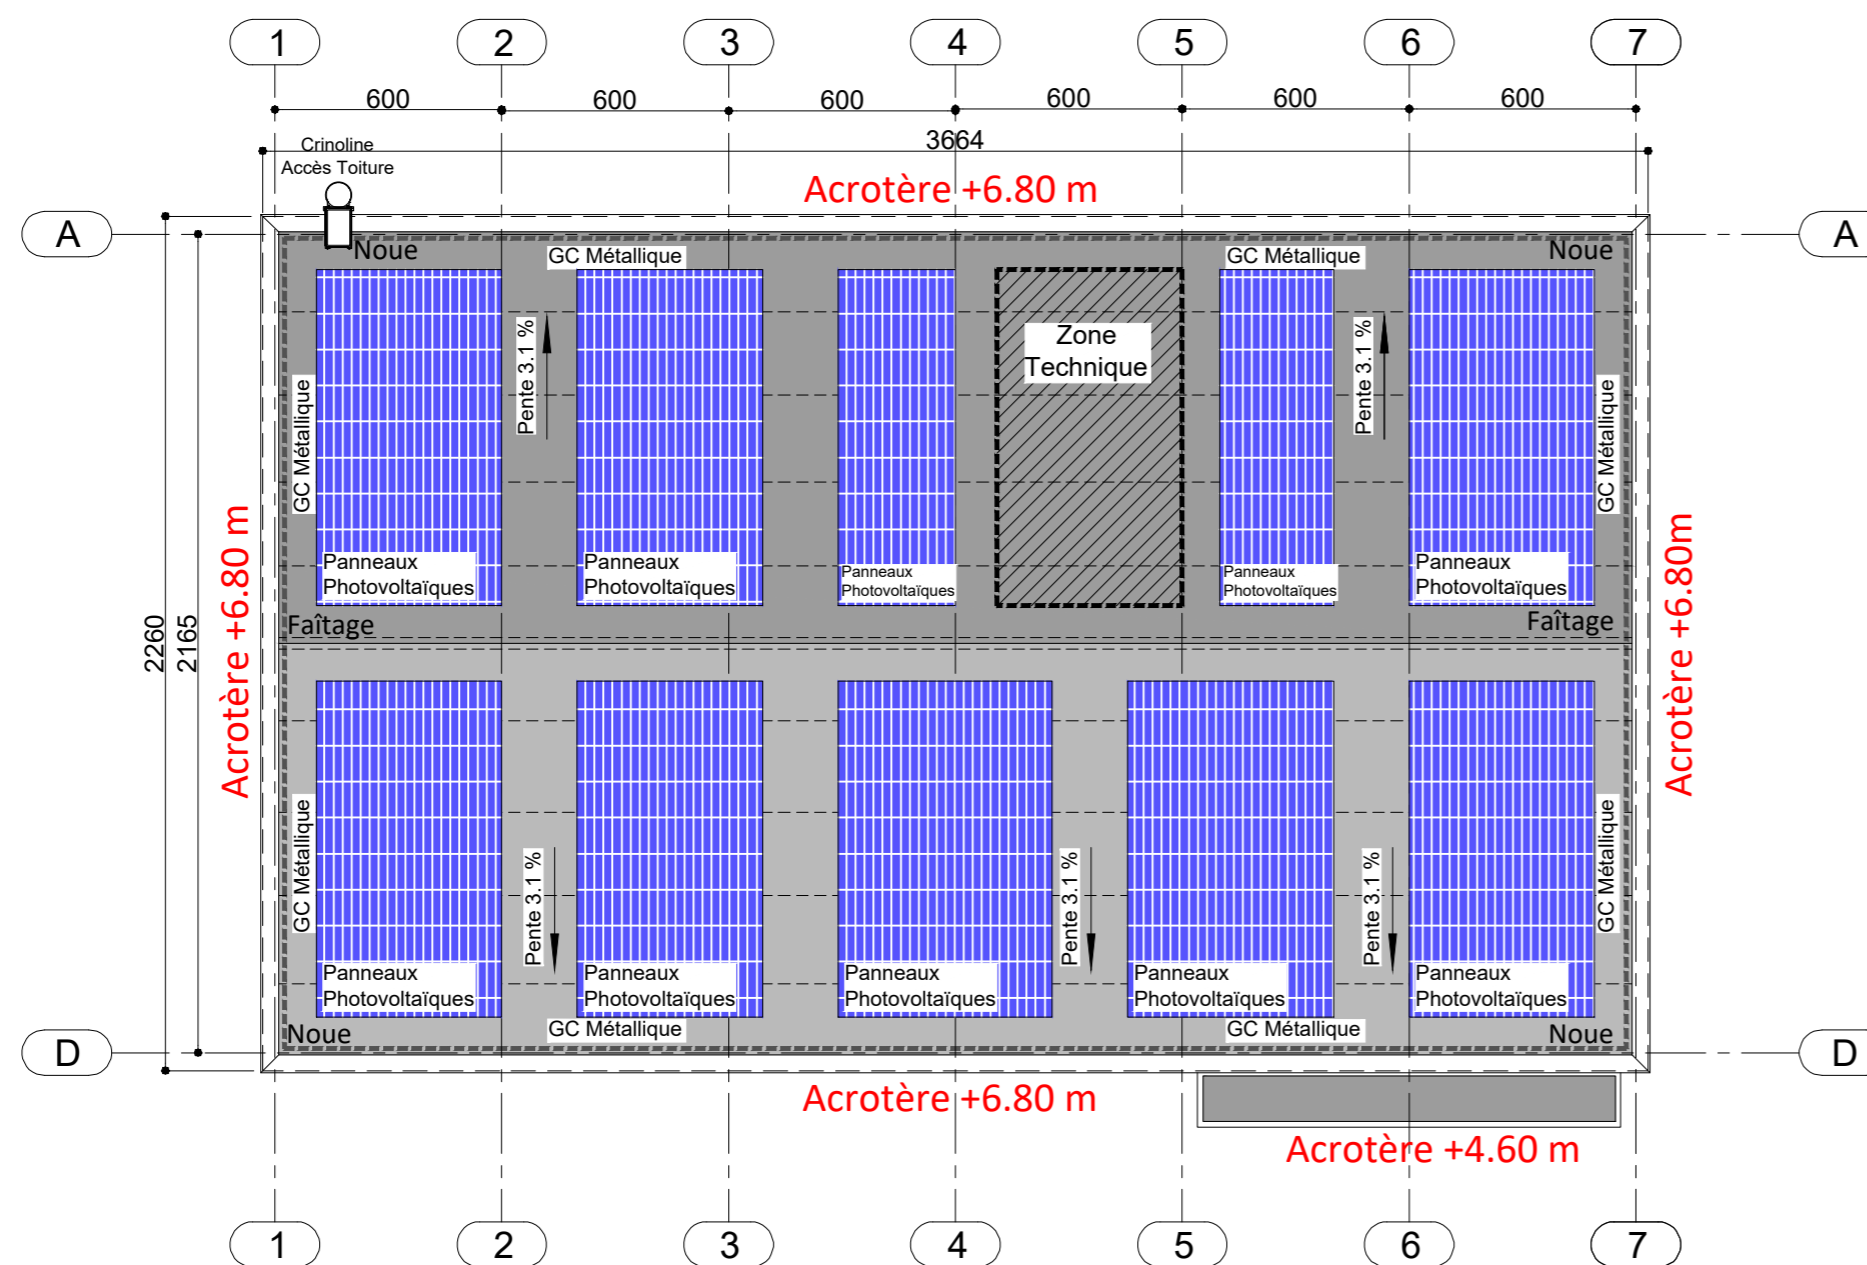 1 2 3 4 5 6 7
600 600 600 600 600 600
3664
Crinoline
Accès Toiture
Acrotère +6.80 m
A A
Noue
GC Métallique
GC Métallique
Noue
Pente 3.1 %
Zone
Technique
Pente 3.1 %
GC Métallique
GC Métallique
Panneaux
Photovoltaïques
Panneaux
Photovoltaïques
Panneaux
Photovoltaïques
Panneaux
Photovoltaïques
Panneaux
Photovoltaïques
Faîtage
Faîtage
2260
2165
Acrotère +6.80 m
Acrotère +6.80m
GC Métallique
Pente 3.1 %
Pente 3.1 %
Pente 3.1 %
GC Métallique
Panneaux
Photovoltaïques
Panneaux
Photovoltaïques
Panneaux
Photovoltaïques
Panneaux
Photovoltaïques
Panneaux
Photovoltaïques
Noue
GC Métallique
GC Métallique
Noue
D D
Acrotère +6.80 m
Acrotère +4.60 m
1 2 3 4 5 6 7